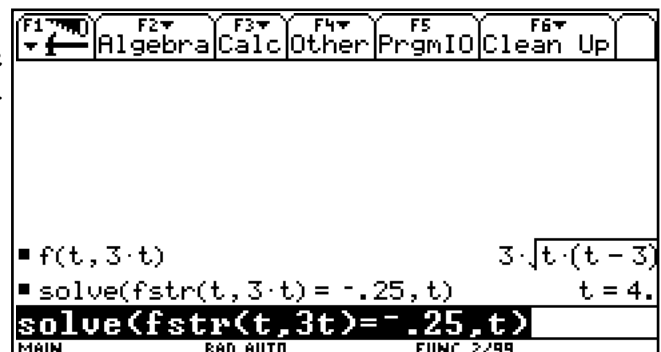 F1 F2 F3 F4 F5 F6
Algebra Calc Other PrgmIO Clean Up
▪ f(t,3·t) 3·√t·(t − 3)
▪ solve(fstr(t,3·t) = ⁻.25,t) t = 4.
solve(fstr(t,3t)=⁻.25,t)
MAIN RAD AUTO FUNC 2/99